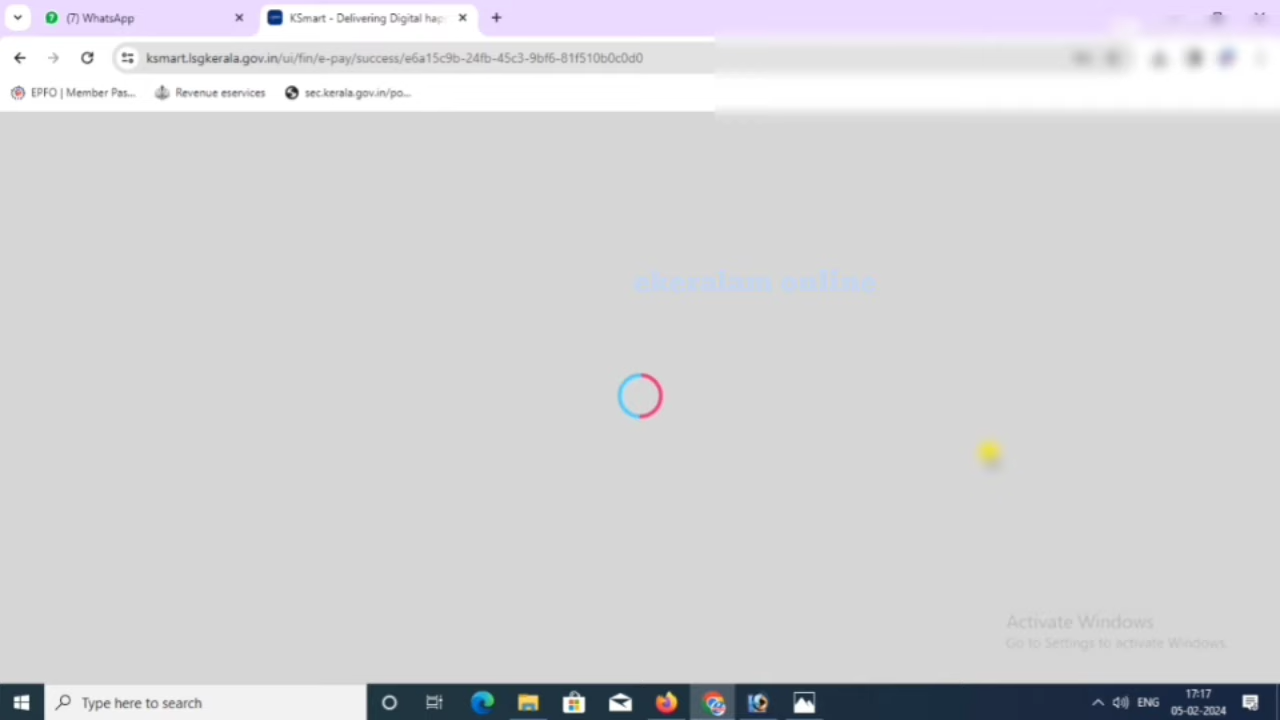 (7) WhatsApp
KSmart - Delivering Digital hap
ksmart.lsgkerala.gov.in/ui/fin/e-pay/success/e6a15c9b-24fb-45c3-9bf6-81f510b0c0d0
EPFO | Member Pas... Revenue eservices sec.kerala.gov.in/po...
ekeralam online
Activate Windows
Go to Settings to activate Windows.
Type here to search
ENG
17:17
05-02-2024